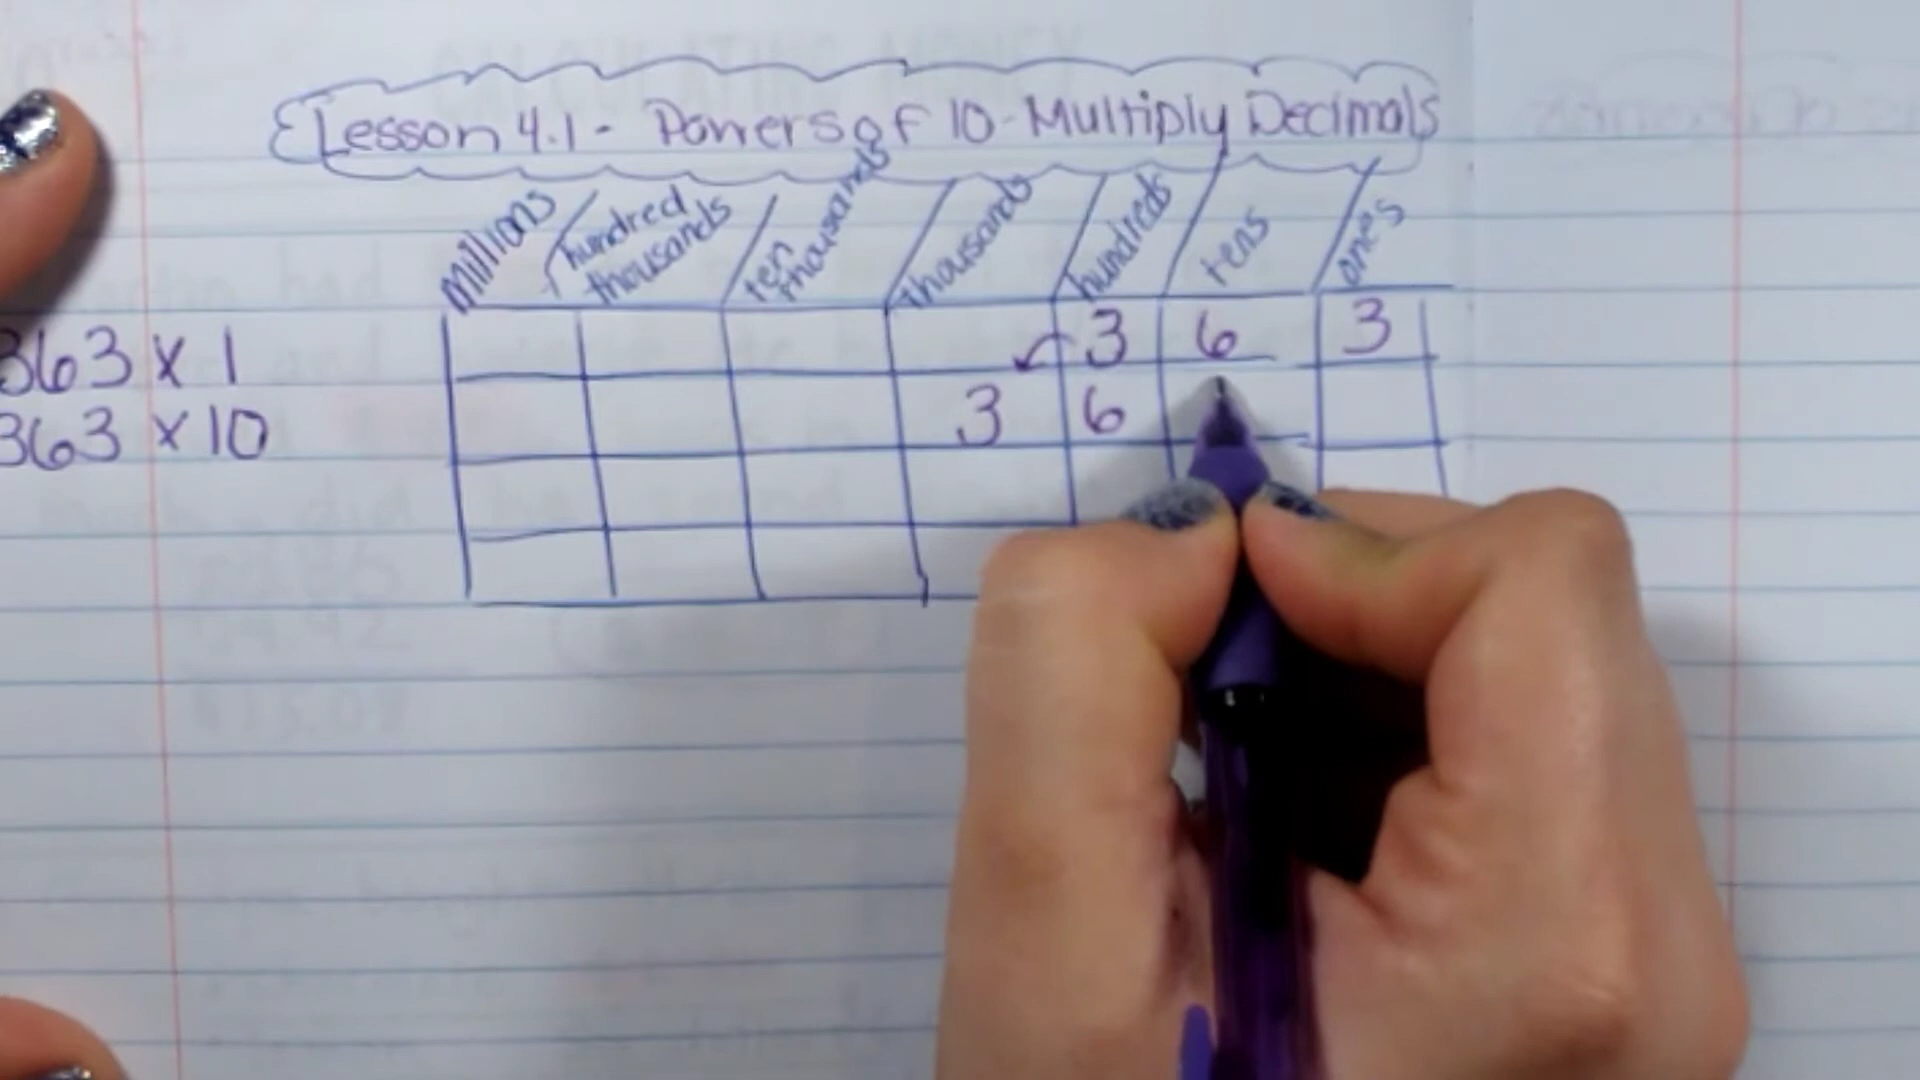 Lesson 4.1 - Powers of 10 - Multiply Decimals
millions hundred thousands ten thousands thousands hundreds tens ones
363 x 1 3 6 3
363 x 10 3 6